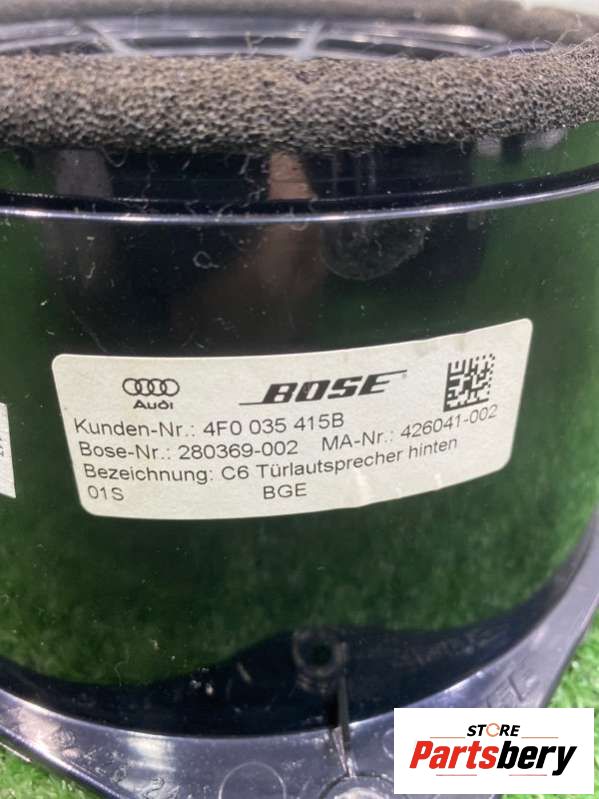 Audi BOSE
Kunden-Nr.: 4F0 035 415B
Bose-Nr.: 280369-002 MA-Nr.: 426041-002
Bezeichnung: C6 Türlautsprecher hinten
01S BGE
STORE
Partsbery